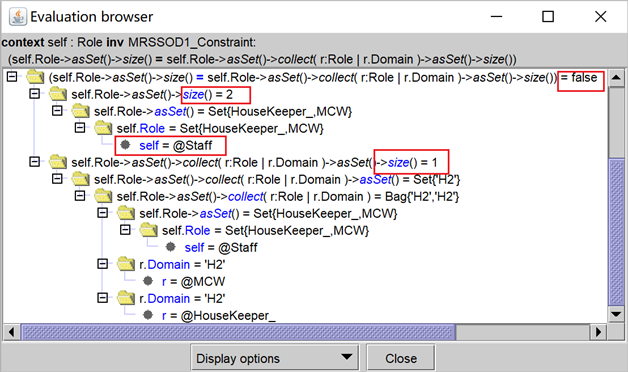 Evaluation browser
context self : Role inv MRSSOD1_Constraint:
(self.Role->asSet()->size() = self.Role->asSet()->collect( r:Role | r.Domain )->asSet->size())
(self.Role->asSet()->size() = self.Role->asSet()->collect( r:Role | r.Domain )->asSet()->size()) = false
self.Role->asSet()->size() = 2
self.Role->asSet() = Set{HouseKeeper_,MCW}
self.Role = Set{HouseKeeper_,MCW}
self = @Staff
self.Role->asSet()->collect( r:Role | r.Domain )->asSet()->size() = 1
self.Role->asSet()->collect( r:Role | r.Domain )->asSet() = Set{'H2'}
self.Role->asSet()->collect( r:Role | r.Domain ) = Bag{'H2','H2'}
self.Role->asSet() = Set{HouseKeeper_,MCW}
self.Role = Set{HouseKeeper_,MCW}
self = @Staff
r.Domain = 'H2'
r = @MCW
r.Domain = 'H2'
r = @HouseKeeper_
Display options
Close